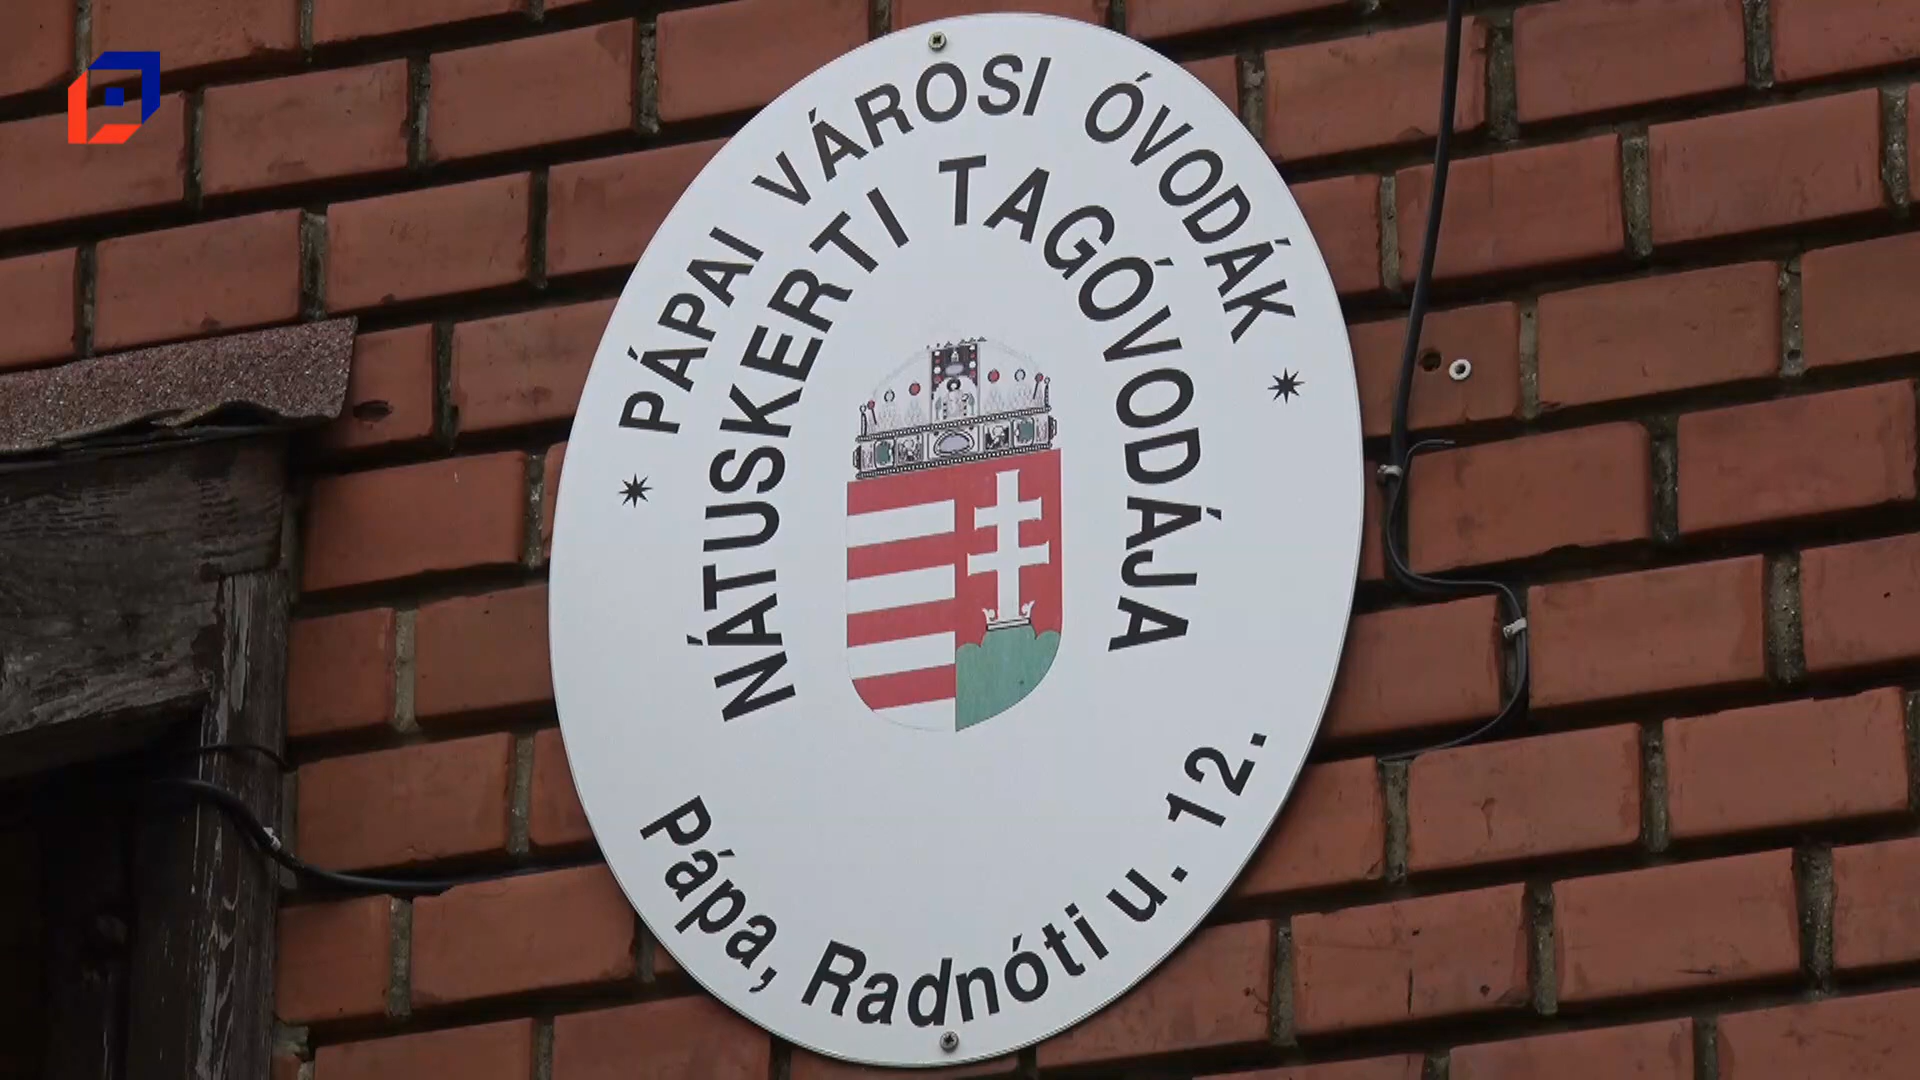 PÁPAI VÁROSI ÓVODÁK
NÁTUSKERTI TAGÓVODÁJA
Pápa, Radnóti u. 12.